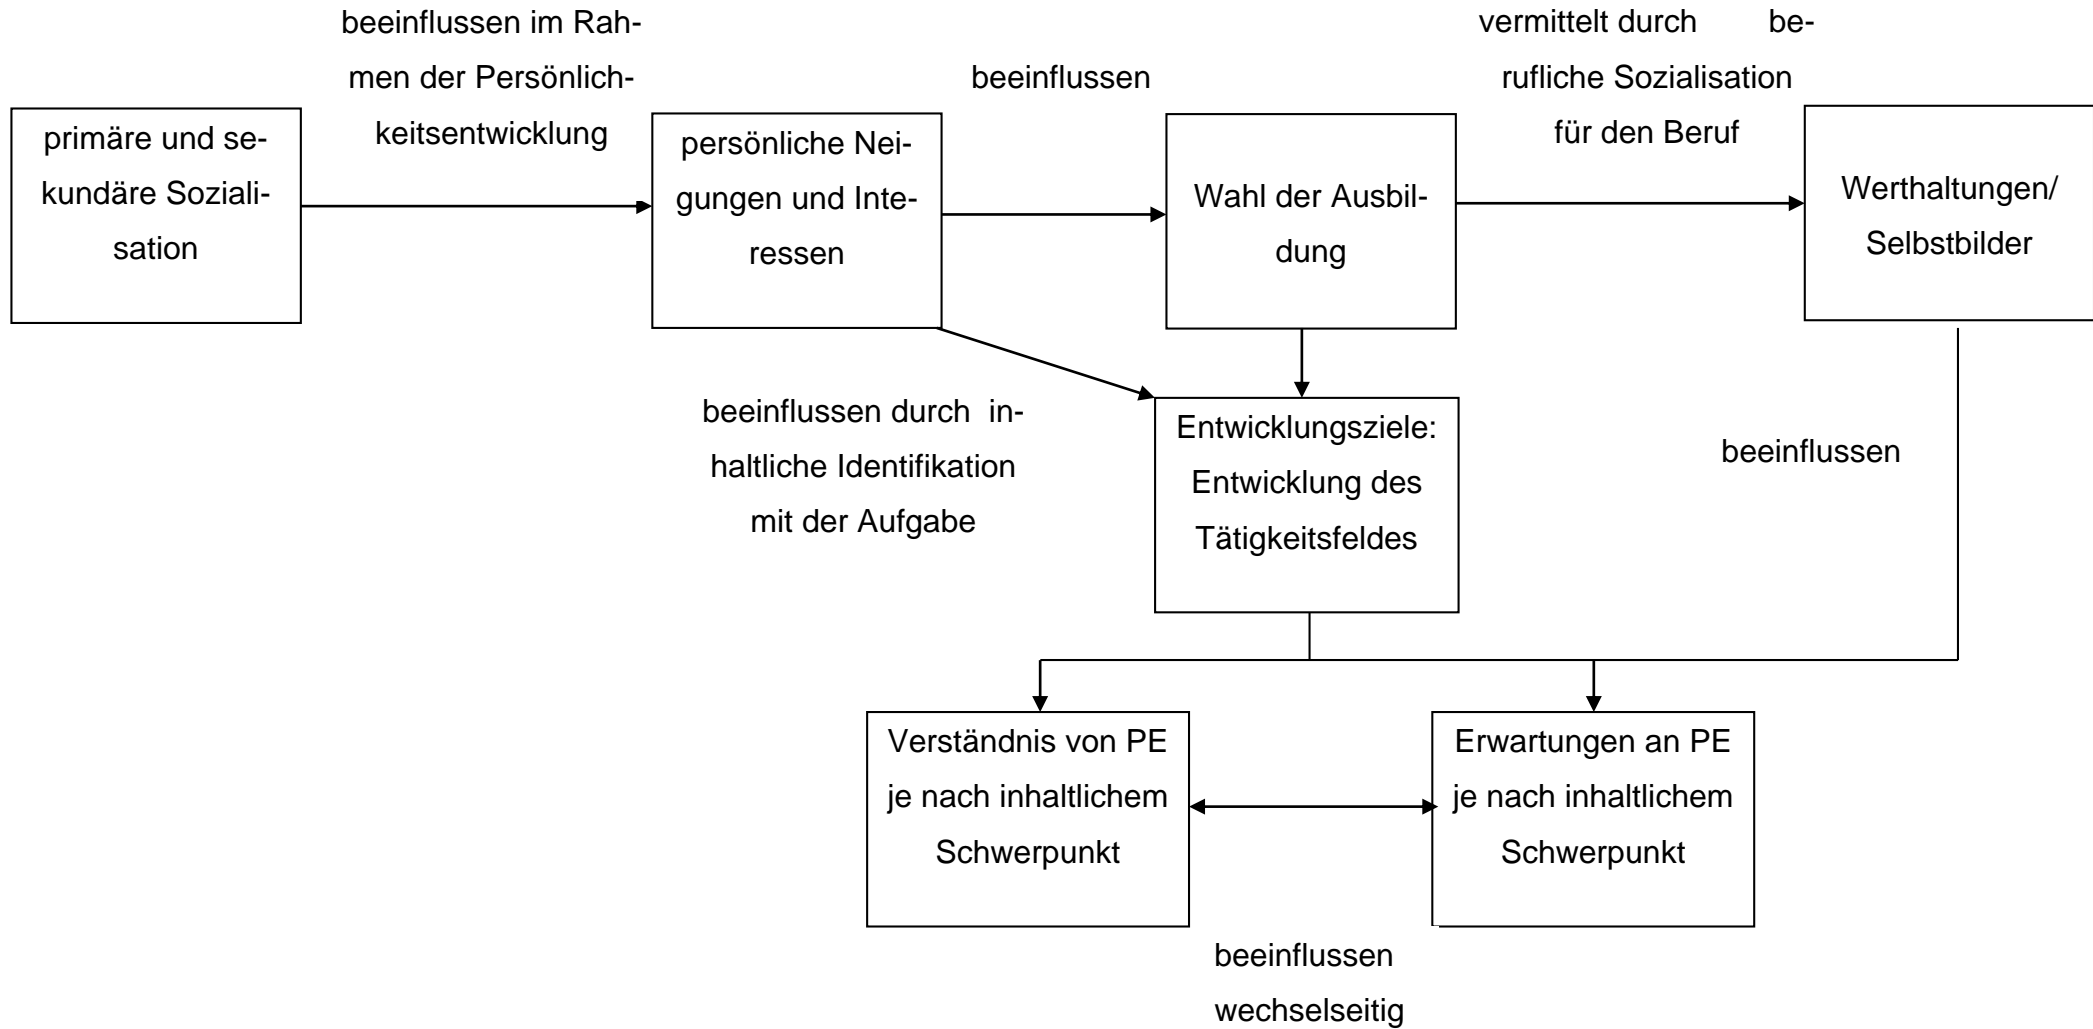 beeinflussen im Rah-
men der Persönlich-
keitsentwicklung
beeinflussen
vermittelt durch be-
rufliche Sozialisation
für den Beruf
primäre und se-
kundäre Soziali-
sation
persönliche Nei-
gungen und Inte-
ressen
Wahl der Ausbil-
dung
Werthaltungen/
Selbstbilder
beeinflussen durch in-
haltliche Identifikation
mit der Aufgabe
Entwicklungsziele:
Entwicklung des
Tätigkeitsfeldes
beeinflussen
Verständnis von PE
je nach inhaltlichem
Schwerpunkt
Erwartungen an PE
je nach inhaltlichem
Schwerpunkt
beeinflussen
wechselseitig